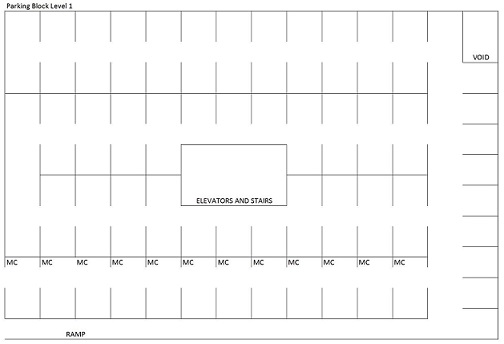 Parking Block Level 1
VOID
ELEVATORS AND STAIRS
MC MC MC MC MC MC MC MC MC MC MC MC
RAMP